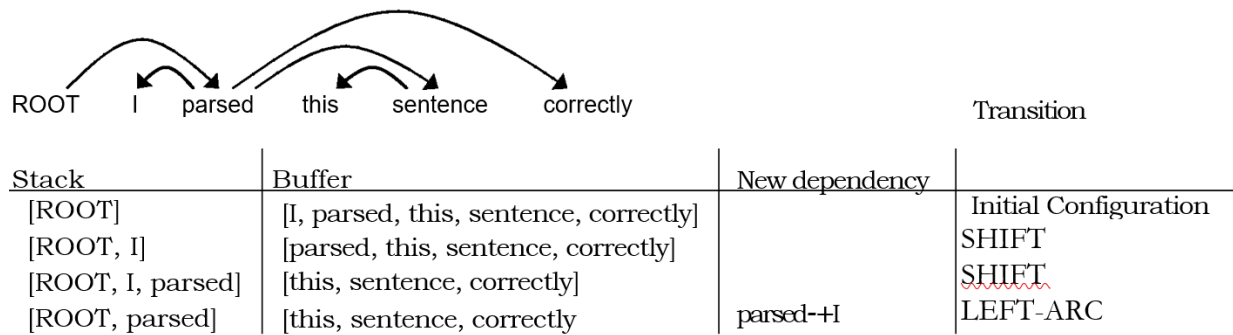 ROOT I parsed this sentence correctly
Transition
Stack Buffer New dependency
[ROOT] [I, parsed, this, sentence, correctly] Initial Configuration
[ROOT, I] [parsed, this, sentence, correctly] SHIFT
[ROOT, I, parsed] [this, sentence, correctly] SHIFT
[ROOT, parsed] [this, sentence, correctly parsed-+I LEFT-ARC